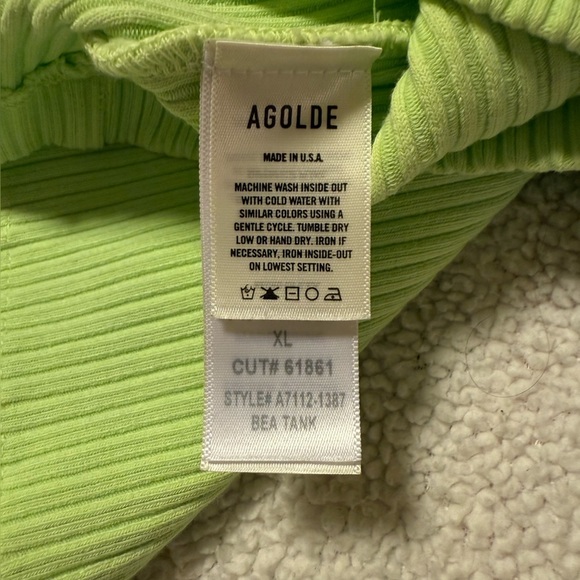 AGOLDE
MADE IN U.S.A.
MACHINE WASH INSIDE OUT
WITH COLD WATER WITH
SIMILAR COLORS USING A
GENTLE CYCLE. TUMBLE DRY
LOW OR HAND DRY. IRON IF
NECESSARY, IRON INSIDE-OUT
ON LOWEST SETTING.
XL
CUT# 61861
STYLE# A7112-1387
BEA TANK